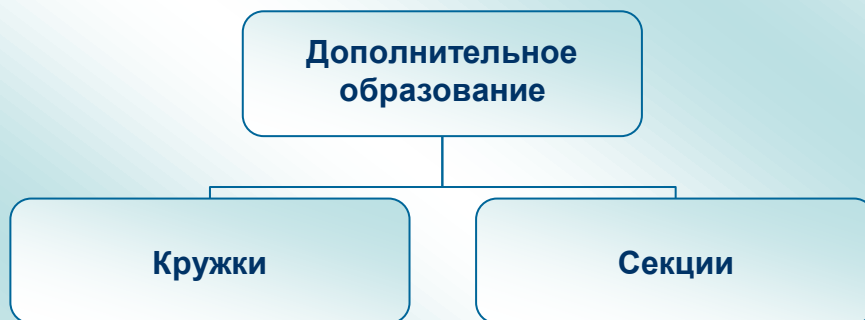 Дополнительное
образование
Кружки
Секции